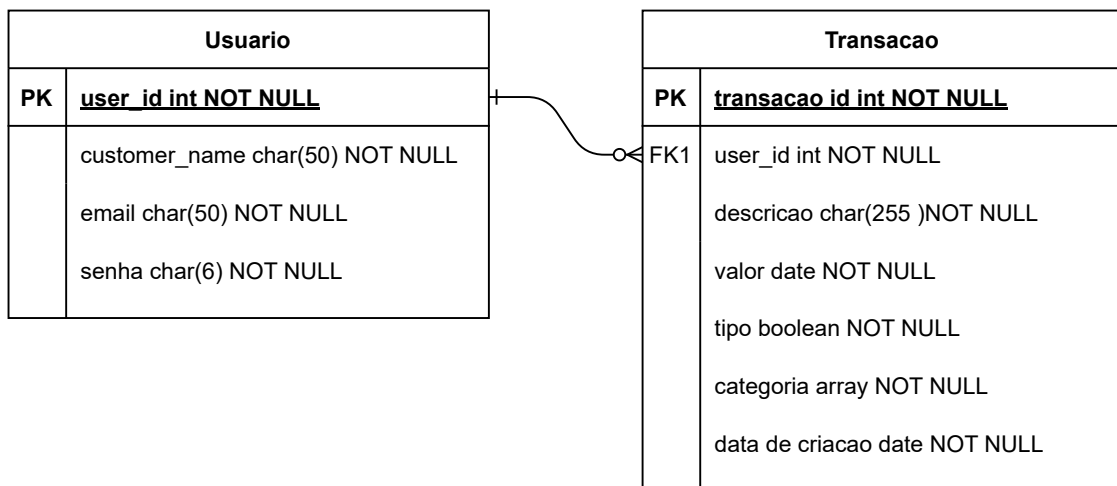 Usuario
PK user_id int NOT NULL
customer_name char(50) NOT NULL
email char(50) NOT NULL
senha char(6) NOT NULL
Transacao
PK transacao id int NOT NULL
FK1 user_id int NOT NULL
descricao char(255 )NOT NULL
valor date NOT NULL
tipo boolean NOT NULL
categoria array NOT NULL
data de criacao date NOT NULL